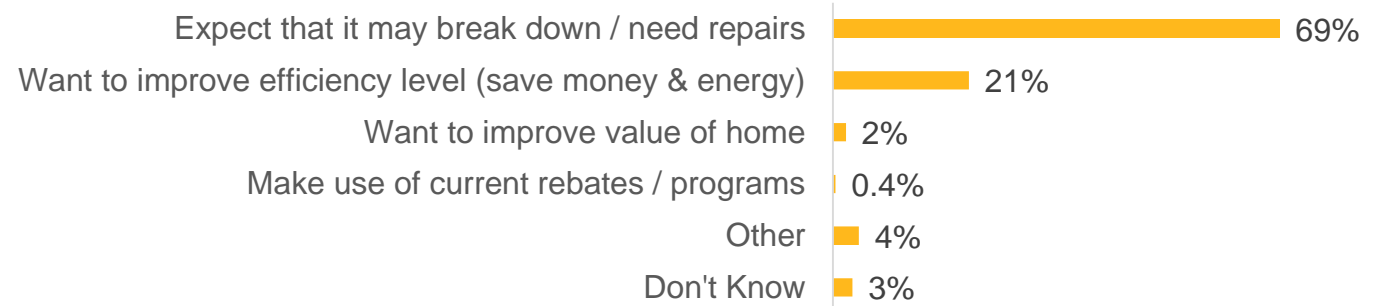 Expect that it may break down / need repairs 69%
Want to improve efficiency level (save money & energy) 21%
Want to improve value of home 2%
Make use of current rebates / programs 0.4%
Other 4%
Don't Know 3%